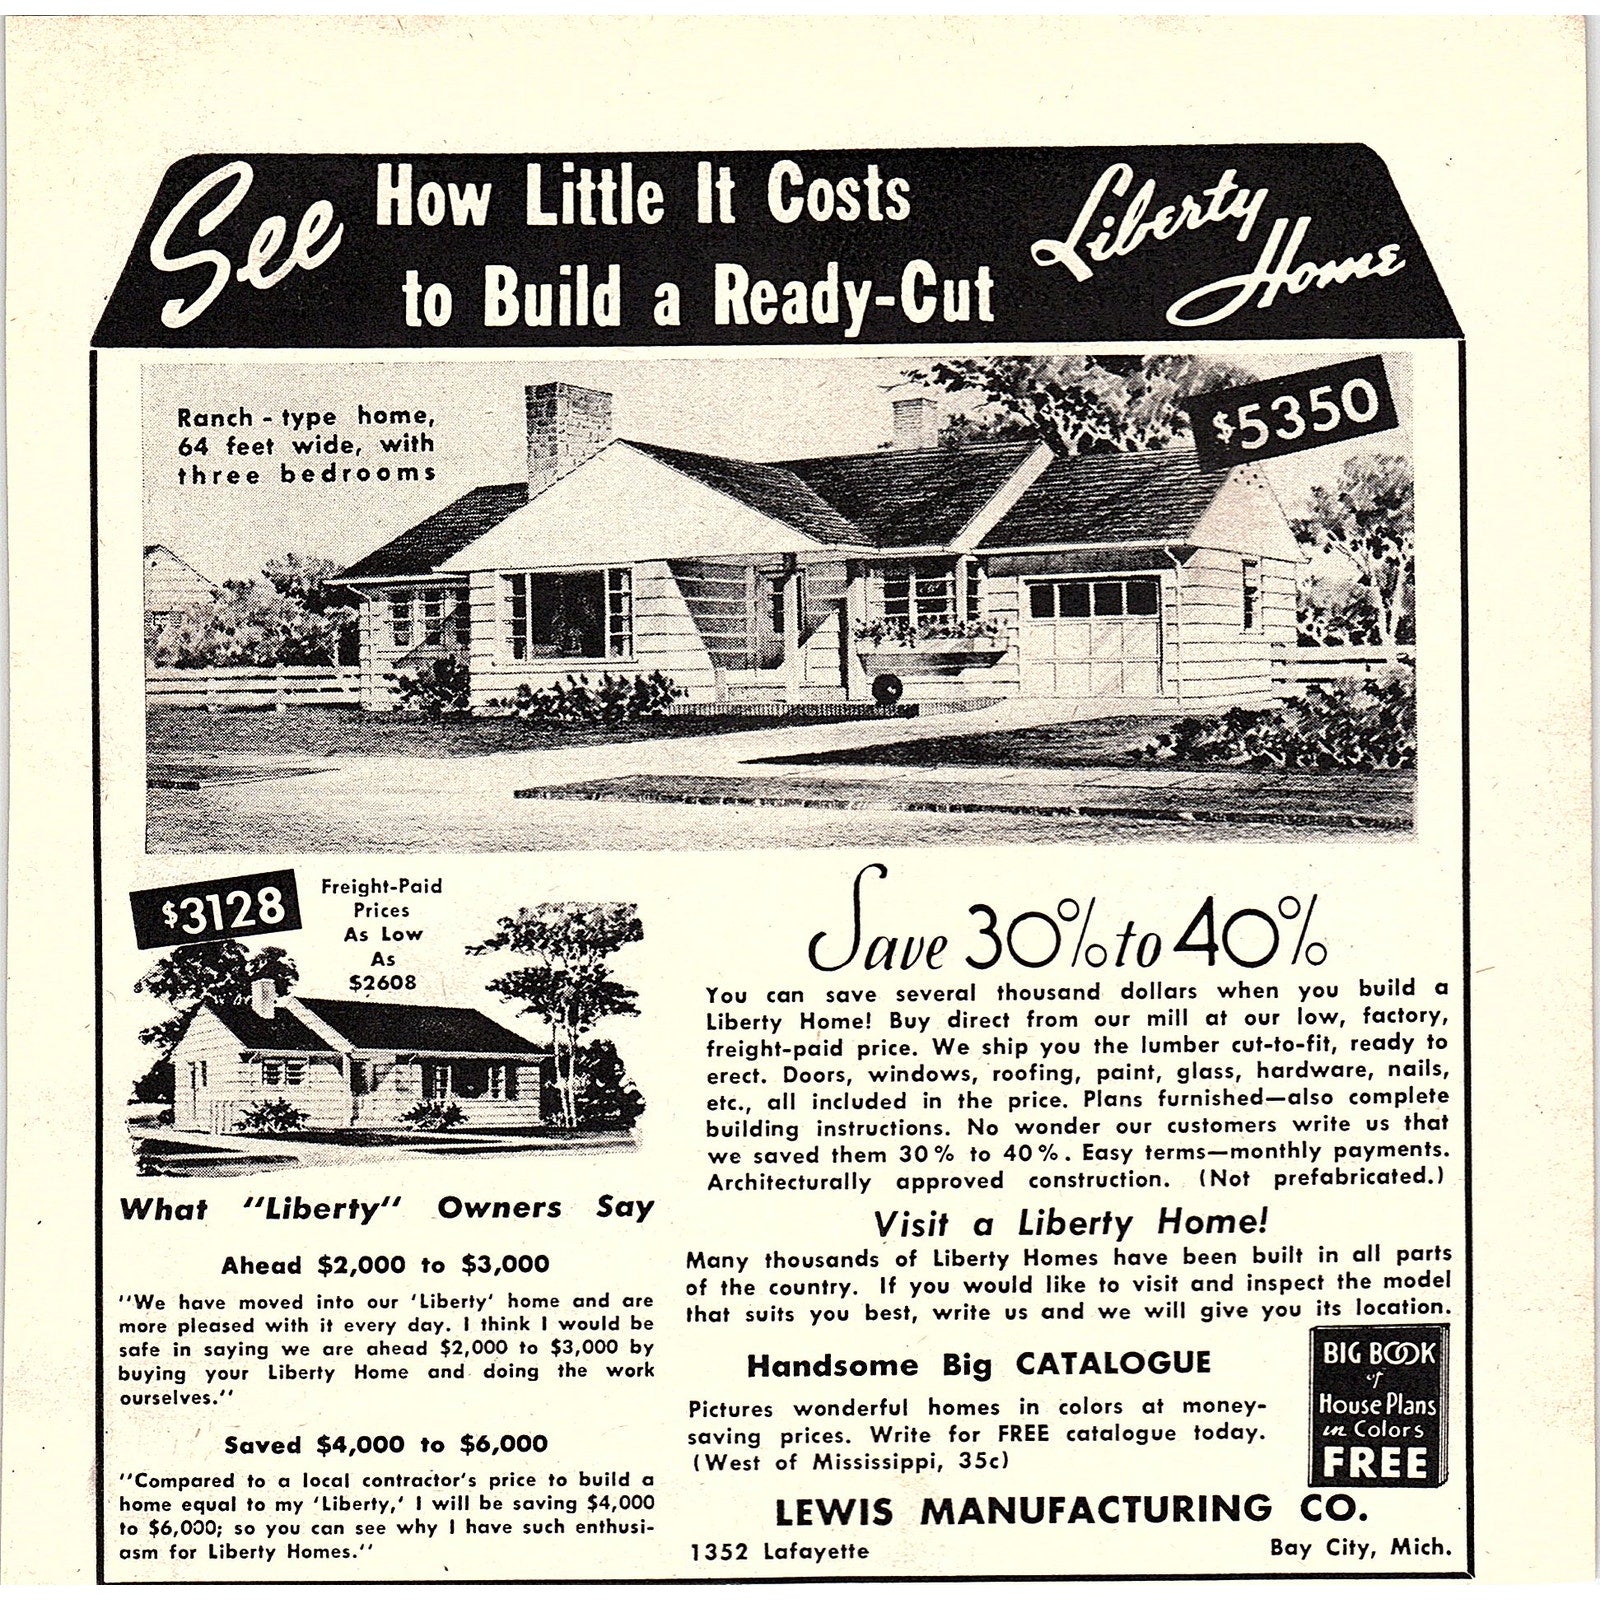 See How Little It Costs
to Build a Ready-Cut
Liberty
Home
Ranch-type home,
64 feet wide, with
three bedrooms
$5350
$3128
Freight-Paid
Prices
As Low
As
$2608
What "Liberty" Owners Say
Ahead $2,000 to $3,000
"We have moved into our 'Liberty' home and are
more pleased with it every day. I think I would be
safe in saying we are ahead $2,000 to $3,000 by
buying your Liberty Home and doing the work
ourselves."
Saved $4,000 to $6,000
"Compared to a local contractor's price to build a
home equal to my 'Liberty,' I will be saving $4,000
to $6,000; so you can see why I have such enthusi-
asm for Liberty Homes."
Save 30% to 40%
You can save several thousand dollars when you build a
Liberty Home! Buy direct from our mill at our low, factory,
freight-paid price. We ship you the lumber cut-to-fit, ready to
erect. Doors, windows, roofing, paint, glass, hardware, nails,
etc., all included in the price. Plans furnished—also complete
building instructions. No wonder our customers write us that
we saved them 30% to 40%. Easy terms—monthly payments.
Architecturally approved construction. (Not prefabricated.)
Visit a Liberty Home!
Many thousands of Liberty Homes have been built in all parts
of the country. If you would like to visit and inspect the model
that suits you best, write us and we will give you its location.
Handsome Big CATALOGUE
Pictures wonderful homes in colors at money-
saving prices. Write for FREE catalogue today.
(West of Mississippi, 35c)
BIG BOOK
of
House Plans
in Colors
FREE
LEWIS MANUFACTURING CO.
1352 Lafayette Bay City, Mich.